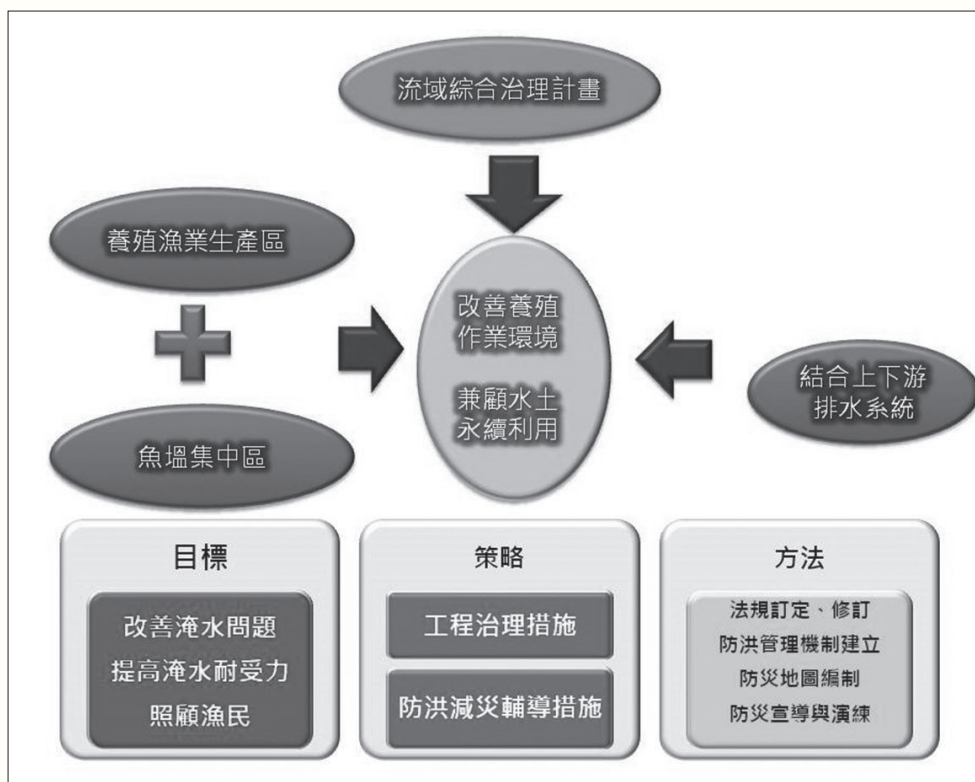 流域綜合治理計畫
養殖漁業生產區
魚塭集中區
改善養殖
作業環境
兼顧水土
永續利用
結合上下游
排水系統
目標
改善淹水問題
提高淹水耐受力
照顧漁民
策略
工程治理措施
防洪減災輔導措施
方法
法規訂定、修訂
防洪管理機制建立
防災地圖編制
防災宣導與演練